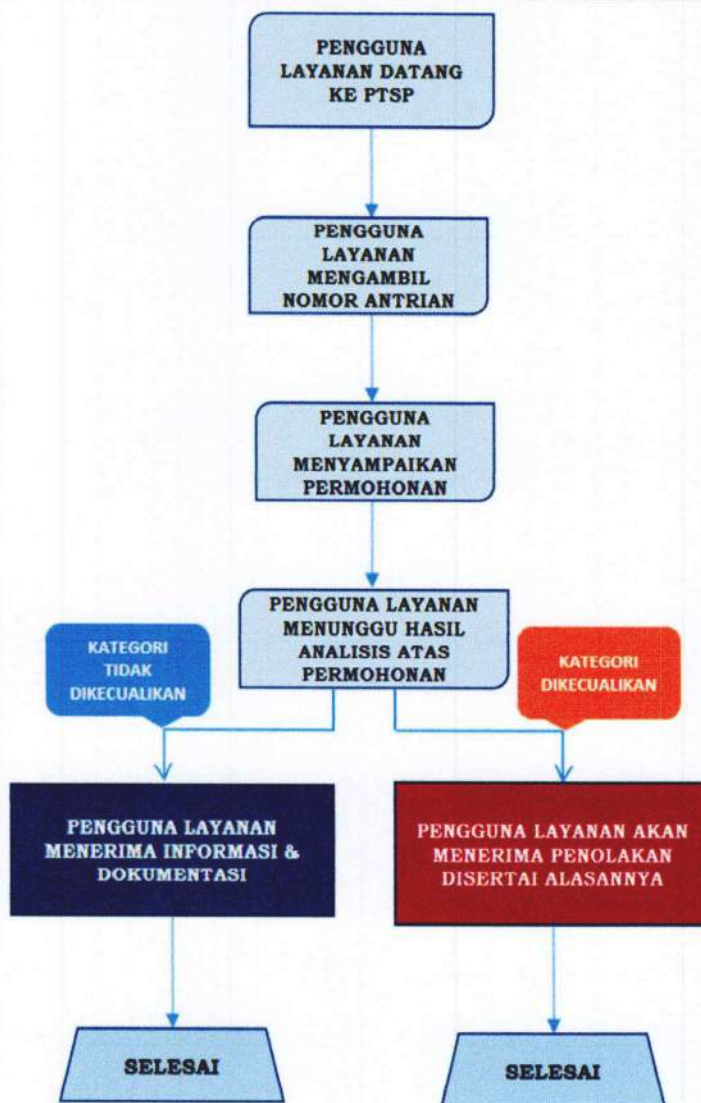 PENGGUNA
LAYANAN DATANG
KE PTSP
PENGGUNA
LAYANAN
MENGAMBIL
NOMOR ANTRIAN
PENGGUNA
LAYANAN
MENYAMPAIKAN
PERMOHONAN
PENGGUNA LAYANAN
MENUNGGU HASIL
ANALISIS ATAS
PERMOHONAN
KATEGORI
TIDAK
DIKECUALIKAN
KATEGORI
DIKECUALIKAN
PENGGUNA LAYANAN
MENERIMA INFORMASI &
DOKUMENTASI
PENGGUNA LAYANAN AKAN
MENERIMA PENOLAKAN
DISERTAI ALASANNYA
SELESAI
SELESAI